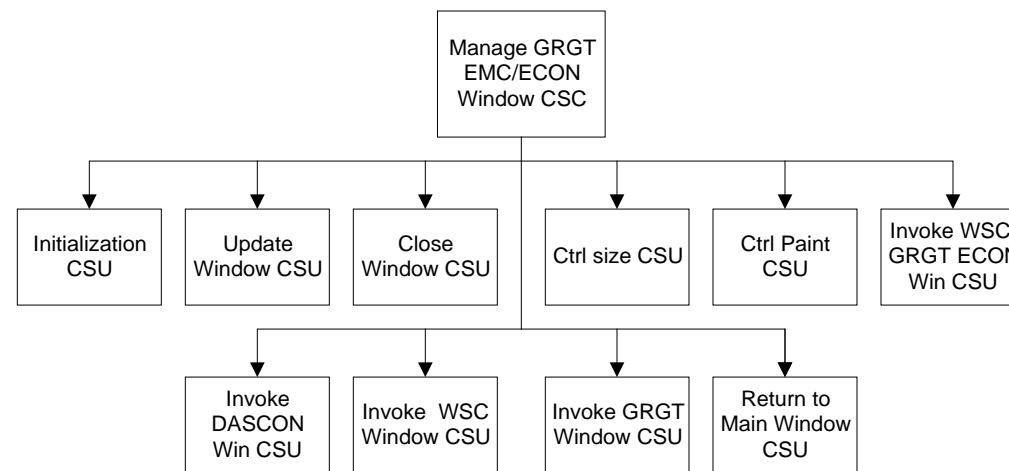 Manage GRGT
EMC/ECON
Window CSC
Initialization
CSU
Update
Window CSU
Close
Window CSU
Ctrl size CSU
Ctrl Paint
CSU
Invoke WSC
GRGT ECON
Win CSU
Invoke
DASCON
Win CSU
Invoke WSC
Window CSU
Invoke GRGT
Window CSU
Return to
Main Window
CSU